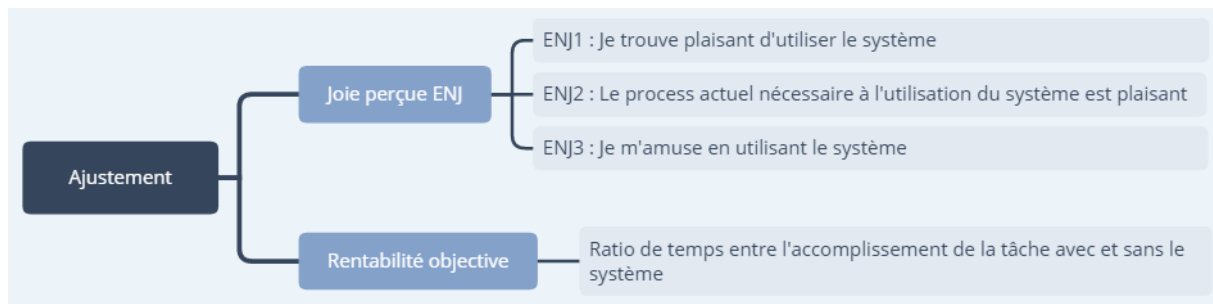 Ajustement
Joie perçue ENJ
ENJ1 : Je trouve plaisant d'utiliser le système
ENJ2 : Le process actuel nécessaire à l'utilisation du système est plaisant
ENJ3 : Je m'amuse en utilisant le système
Rentabilité objective
Ratio de temps entre l'accomplissement de la tâche avec et sans le
système